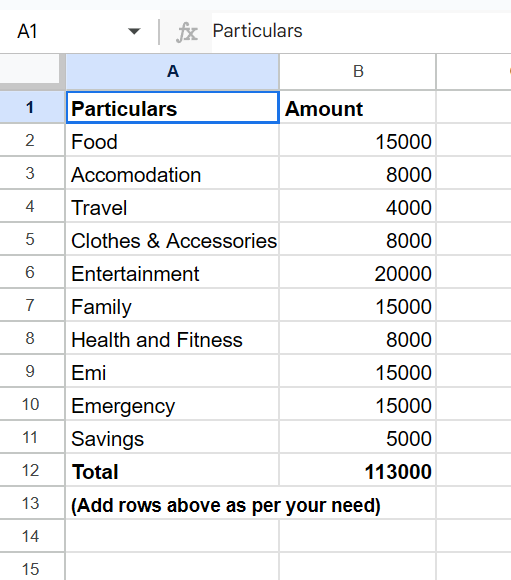 A1 fx Particulars
A B
1 Particulars Amount
2 Food 15000
3 Accomodation 8000
4 Travel 4000
5 Clothes & Accessories 8000
6 Entertainment 20000
7 Family 15000
8 Health and Fitness 8000
9 Emi 15000
10 Emergency 15000
11 Savings 5000
12 Total 113000
13 (Add rows above as per your need)
14
15